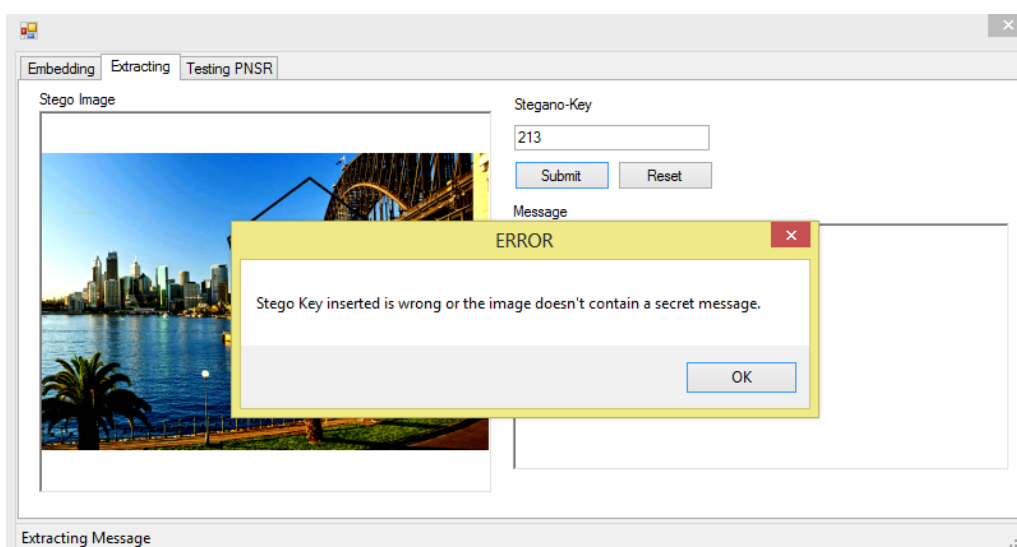 Embedding Extracting Testing PNSR
Stego Image
Stegano-Key
213
Submit Reset
Message
ERROR
Stego Key inserted is wrong or the image doesn't contain a secret message.
OK
Extracting Message